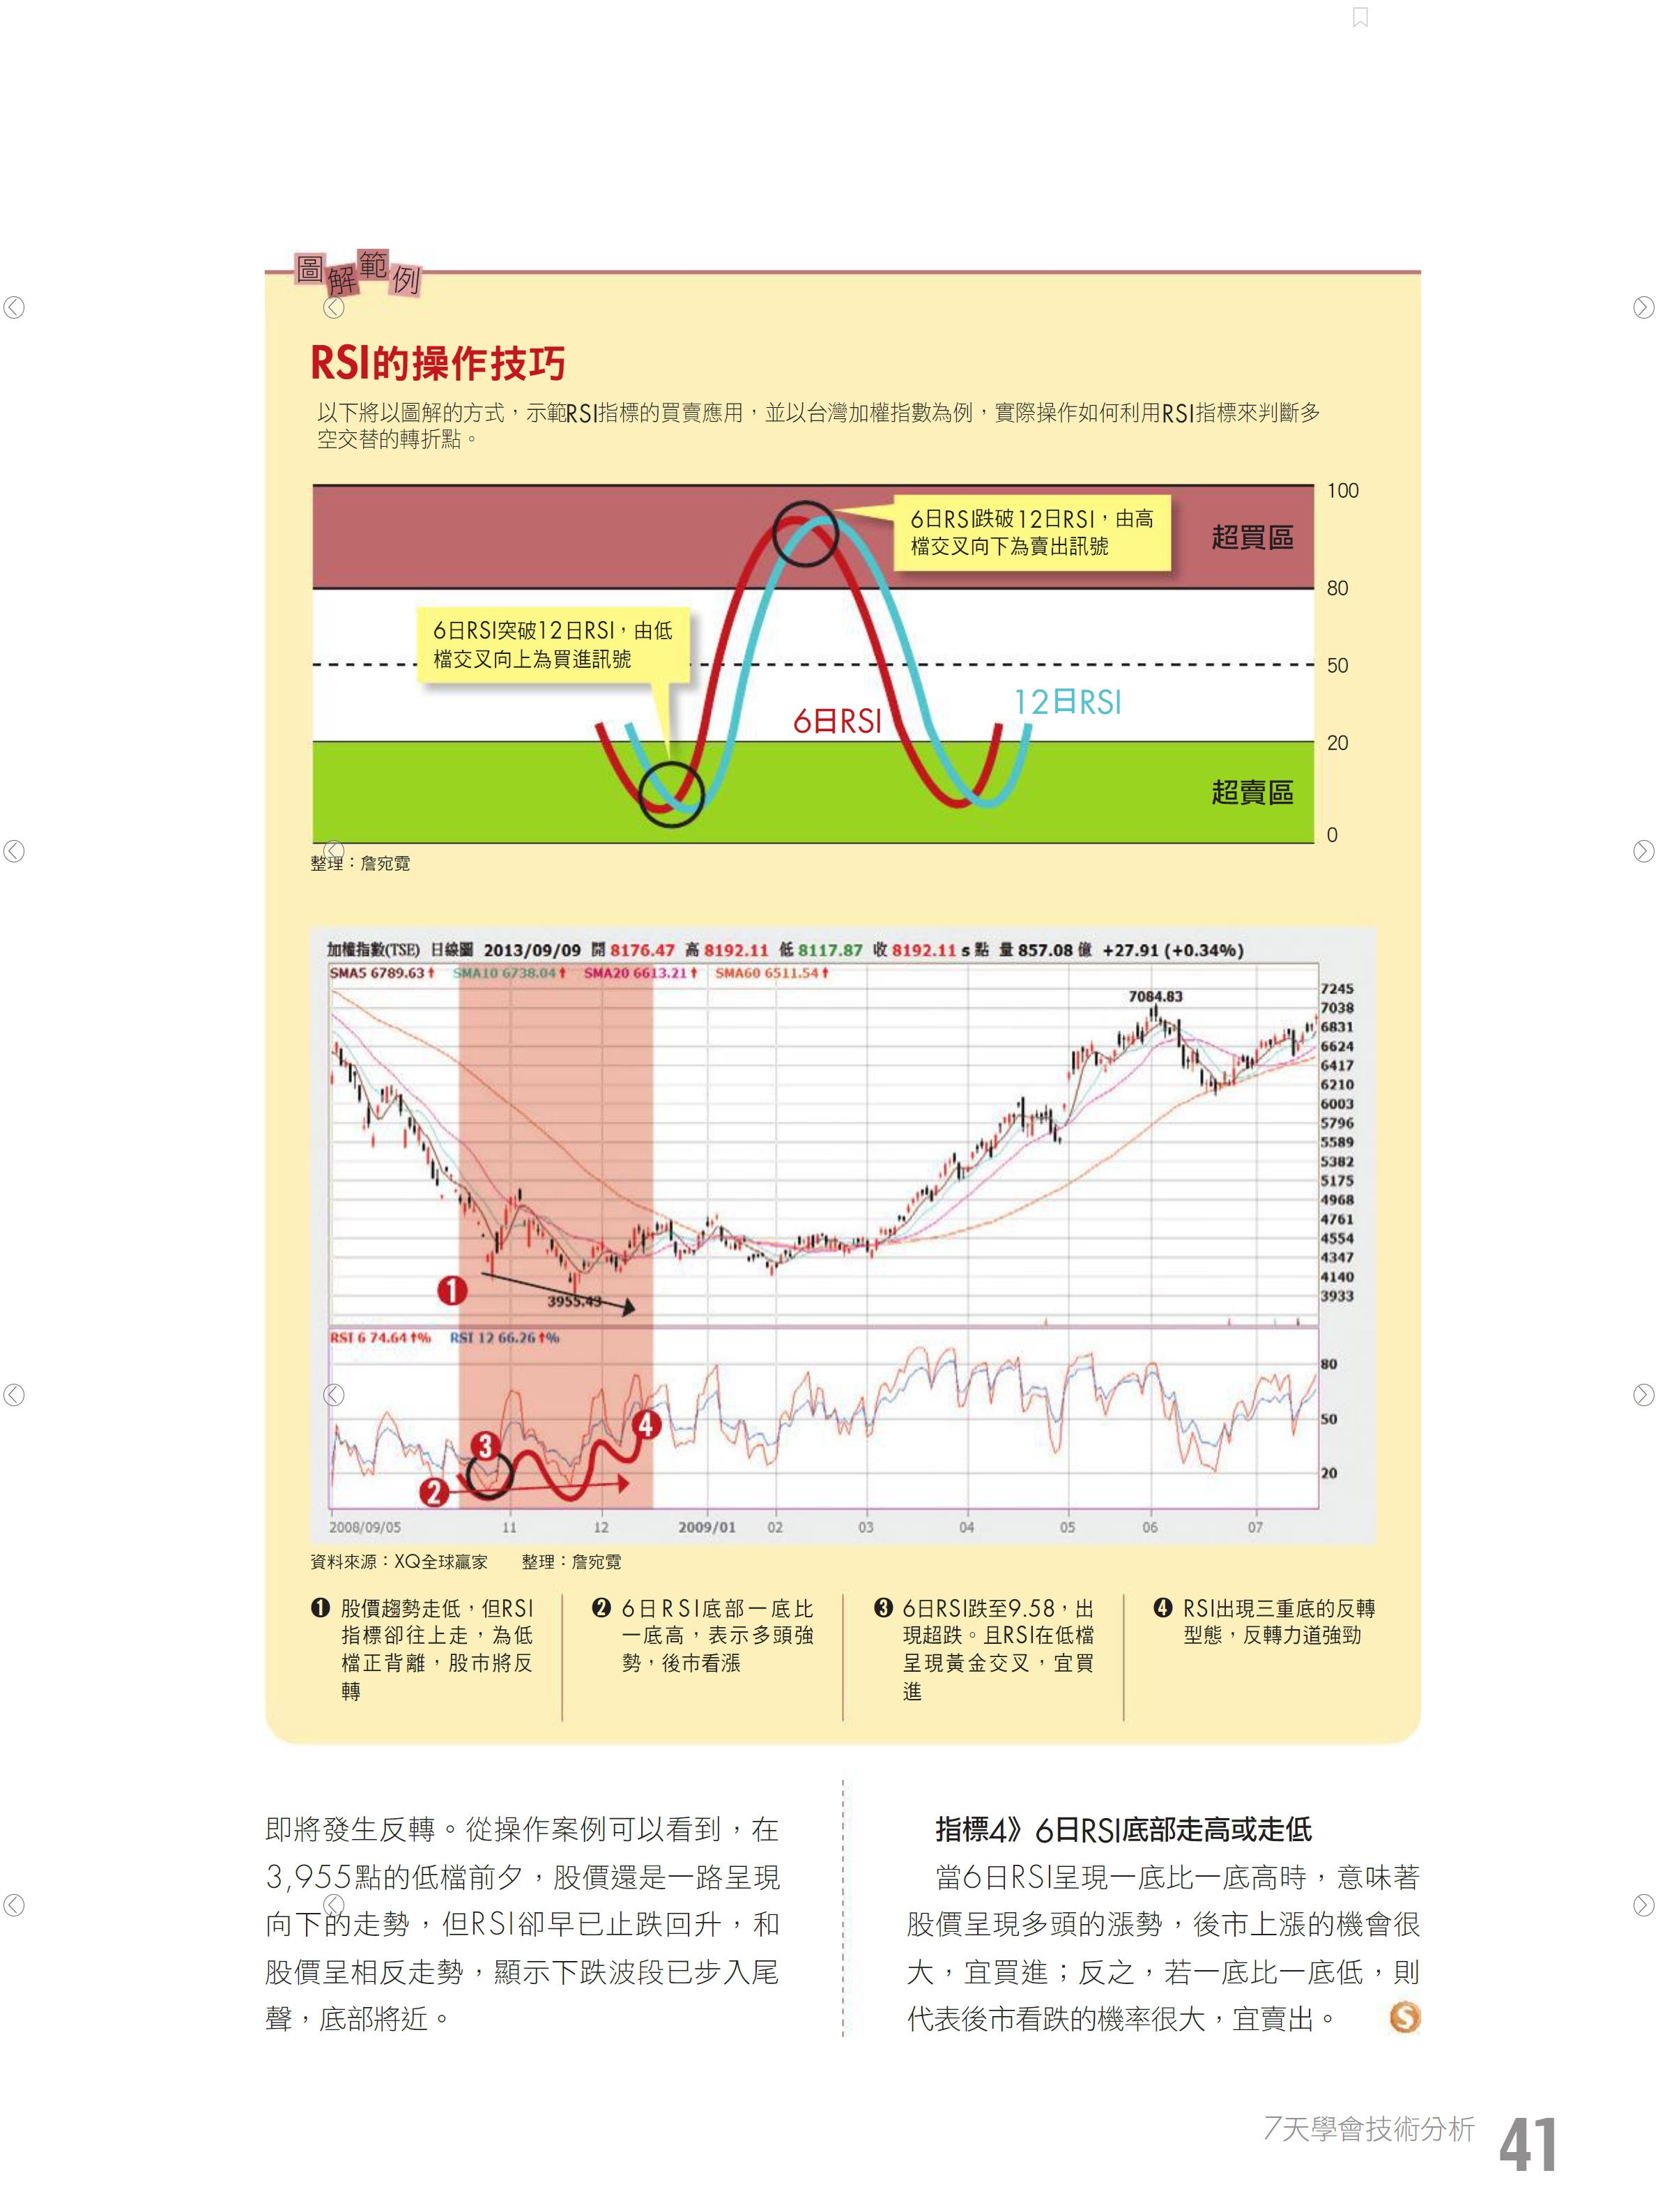 圖解範例
RSI的操作技巧
以下將以圖解的方式，示範RSI指標的買賣應用，並以台灣加權指數為例，實際操作如何利用RSI指標來判斷多
空交替的轉折點。
100
6日RSI跌破12日RSI，由高
檔交叉向下為賣出訊號
超買區
80
6日RSI突破12日RSI，由低
檔交叉向上為買進訊號
50
12日RSI
6日RSI
20
超賣區
0
整理：詹宛霓
加權指數(TSE) 日線圖 2013/09/09 開 8176.47 高 8192.11 低 8117.87 收 8192.11 s 點 量 857.08 億 +27.91 (+0.34%)
SMA5 6789.63↑ SMA10 6738.04↑ SMA20 6613.21↑ SMA60 6511.54↑
7084.83
7245
7038
6831
6624
6417
6210
6003
5796
5589
5382
5175
4968
4761
4554
4347
4140
3933
1
3955.43
RSI 6 74.64↑% RSI 12 66.26↑%
80
50
20
4
3
2
2008/09/05 11 12 2009/01 02 03 04 05 06 07
資料來源：XQ全球贏家 整理：詹宛霓
❶ 股價趨勢走低，但RSI
指標卻往上走，為低
檔正背離，股市將反
轉
❷ 6日RSI底部一底比
一底高，表示多頭強
勢，後市看漲
❸ 6日RSI跌至9.58，出
現超跌。且RSI在低檔
呈現黃金交叉，宜買
進
❹ RSI出現三重底的反轉
型態，反轉力道強勁
即將發生反轉。從操作案例可以看到，在
3,955點的低檔前夕，股價還是一路呈現
向下的走勢，但RSI卻早已止跌回升，和
股價呈相反走勢，顯示下跌波段已步入尾
聲，底部將近。
指標4》6日RSI底部走高或走低
當6日RSI呈現一底比一底高時，意味著
股價呈現多頭的漲勢，後市上漲的機會很
大，宜買進；反之，若一底比一底低，則
代表後市看跌的機率很大，宜賣出。
S
7天學會技術分析 41